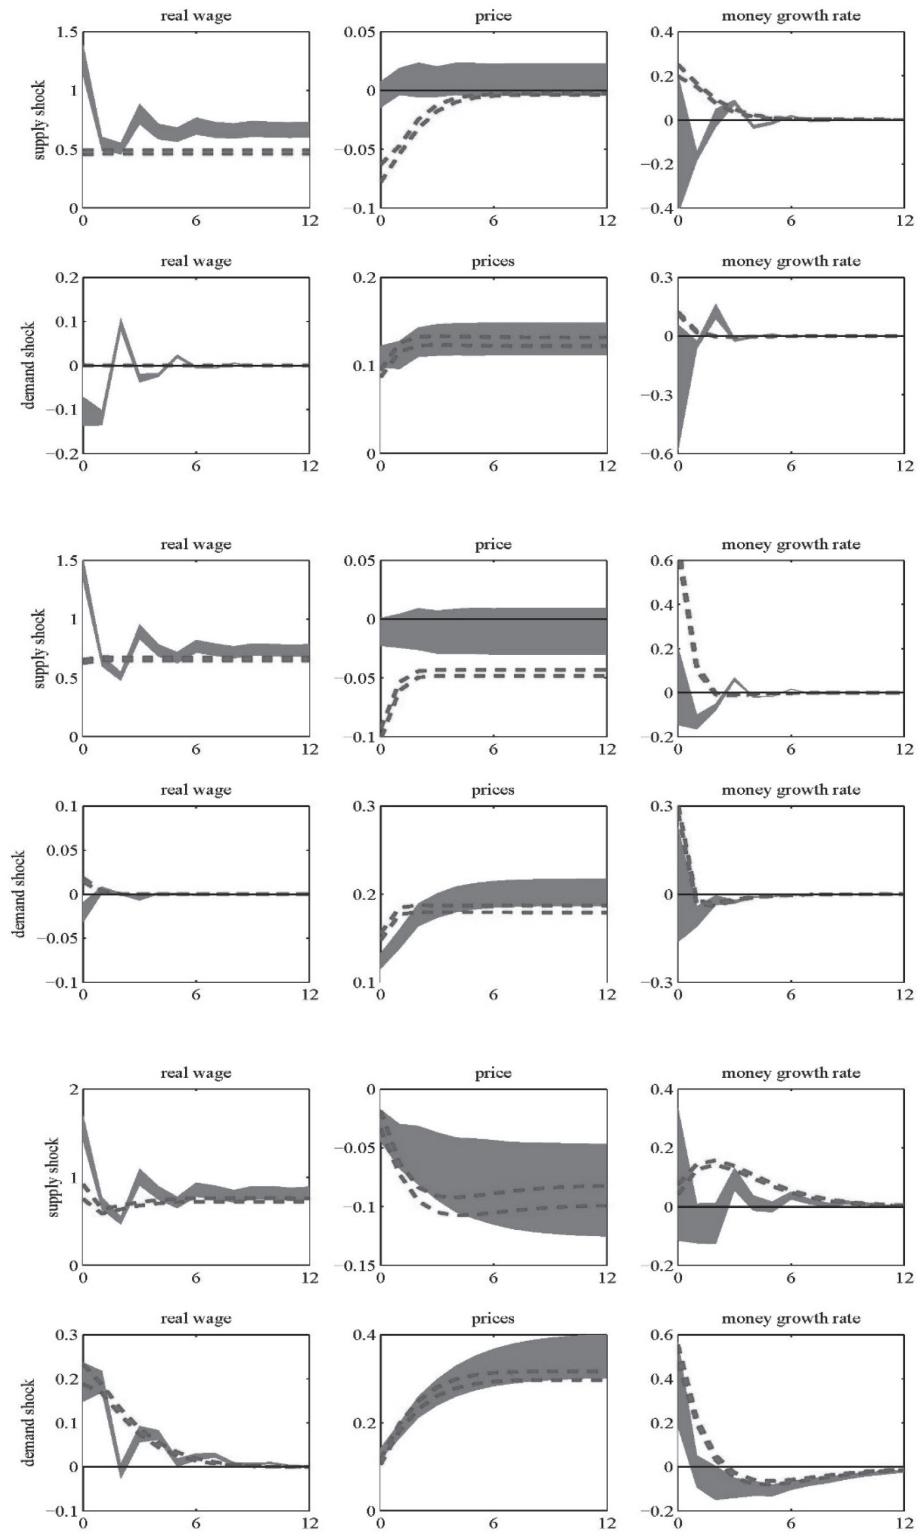 real wage price money growth rate
1.5 0.05 0.4
1 0 0.2
0.5 −0.05 0
−0.2
0 −0.1 −0.4
0 6 12 0 6 12 0 6 12
supply shock
real wage prices money growth rate
0.2 0.2 0.3
0.1 0
0 0.1
−0.1 −0.3
−0.2 0 −0.6
0 6 12 0 6 12 0 6 12
demand shock
real wage price money growth rate
1.5 0.05 0.6
1 0 0.4
0.5 −0.05 0.2
0
0 −0.1 −0.2
0 6 12 0 6 12 0 6 12
supply shock
real wage prices money growth rate
0.1 0.3 0.3
0.05
0 0.2 0
−0.05
−0.1 0.1 −0.3
0 6 12 0 6 12 0 6 12
demand shock
real wage price money growth rate
2 0 0.4
−0.05 0.2
1
−0.1 0
0 −0.15 −0.2
0 6 12 0 6 12 0 6 12
supply shock
real wage prices money growth rate
0.3 0.4 0.6
0.2 0.4
0.1 0.2 0.2
0 0
−0.1 0 −0.2
0 6 12 0 6 12 0 6 12
demand shock